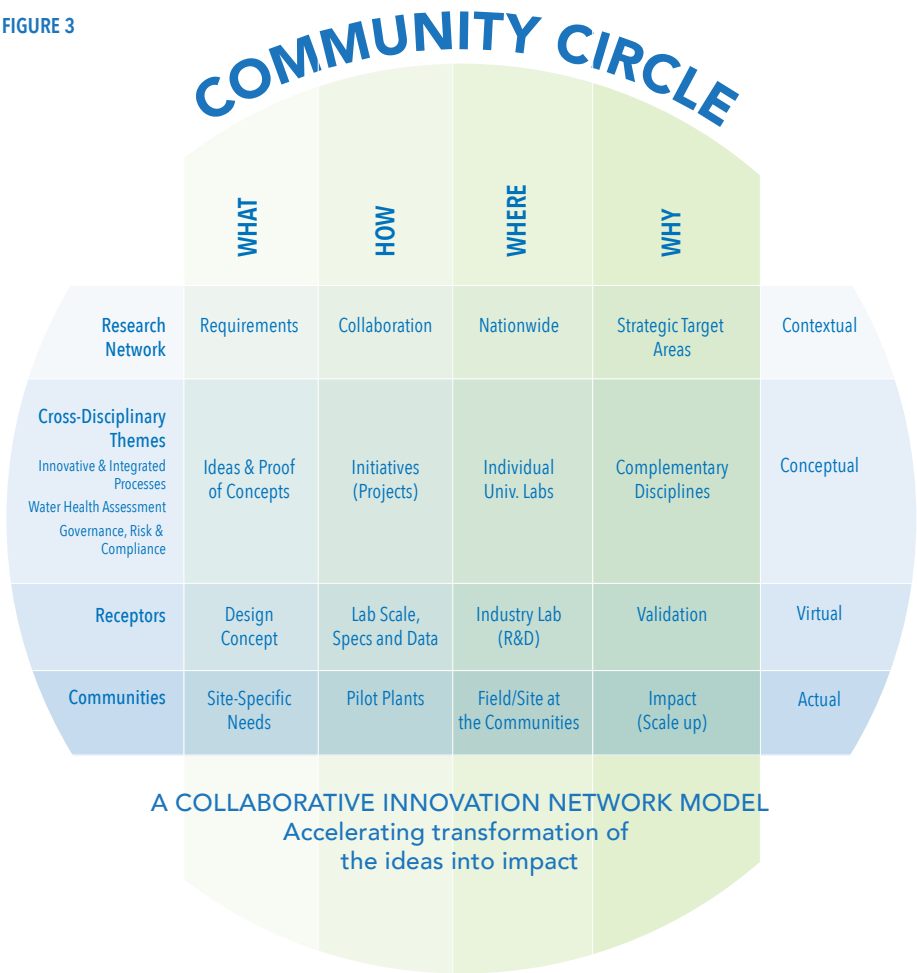 FIGURE 3
COMMUNITY CIRCLE
WHAT
HOW
WHERE
WHY
Research
Network
Requirements
Collaboration
Nationwide
Strategic Target
Areas
Contextual
Cross-Disciplinary
Themes
Innovative & Integrated
Processes
Water Health Assessment
Governance, Risk &
Compliance
Ideas & Proof
of Concepts
Initiatives
(Projects)
Individual
Univ. Labs
Complementary
Disciplines
Conceptual
Receptors
Design
Concept
Lab Scale,
Specs and Data
Industry Lab
(R&D)
Validation
Virtual
Communities
Site-Specific
Needs
Pilot Plants
Field/Site at
the Communities
Impact
(Scale up)
Actual
A COLLABORATIVE INNOVATION NETWORK MODEL
Accelerating transformation of
the ideas into impact